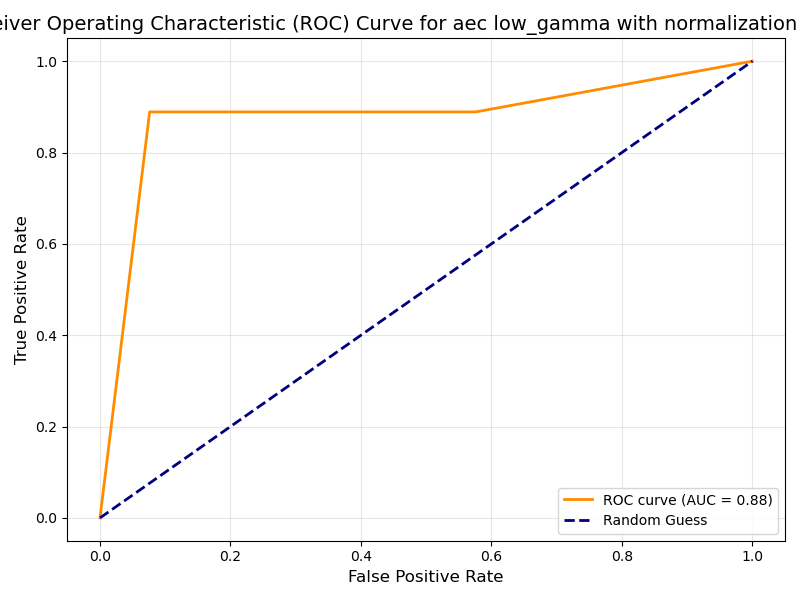 eiver Operating Characteristic (ROC) Curve for aec low_gamma with normalization
1.0
0.8
0.6
0.4
0.2
0.0
True Positive Rate
0.0 0.2 0.4 0.6 0.8 1.0
False Positive Rate
ROC curve (AUC = 0.88)
Random Guess